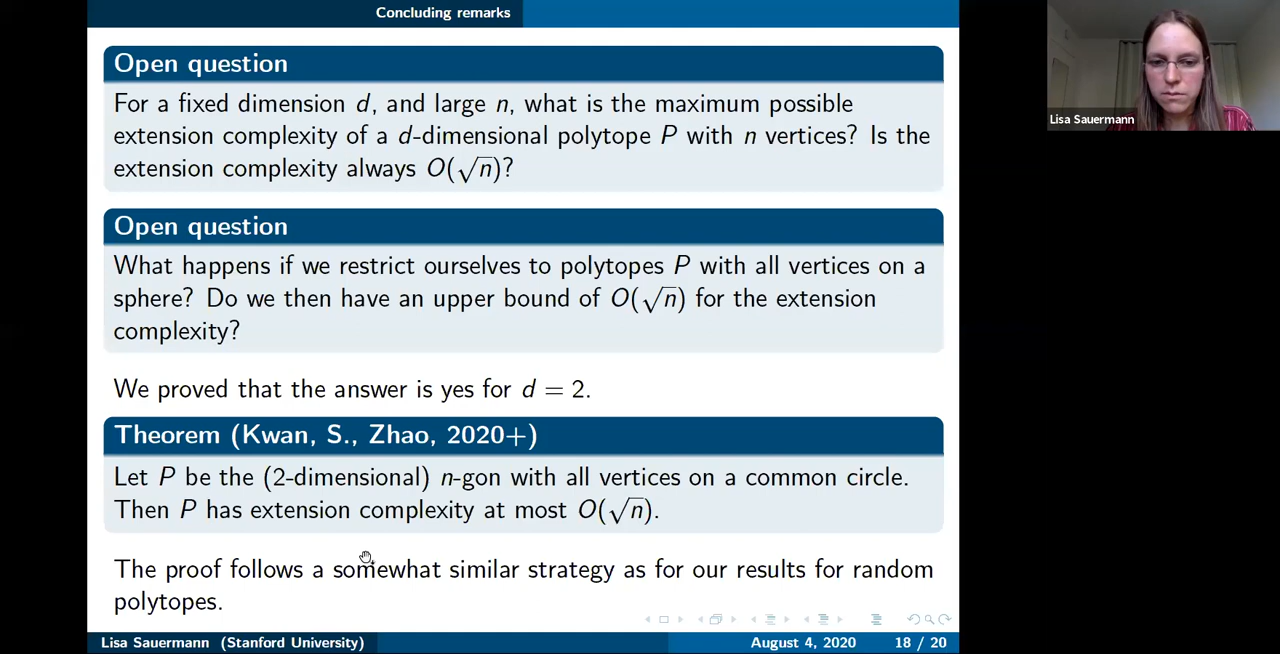 Concluding remarks
Open question
For a fixed dimension d, and large n, what is the maximum possible
extension complexity of a d-dimensional polytope P with n vertices? Is the
extension complexity always O(√n)?
Open question
What happens if we restrict ourselves to polytopes P with all vertices on a
sphere? Do we then have an upper bound of O(√n) for the extension
complexity?
We proved that the answer is yes for d = 2.
Theorem (Kwan, S., Zhao, 2020+)
Let P be the (2-dimensional) n-gon with all vertices on a common circle.
Then P has extension complexity at most O(√n).
The proof follows a somewhat similar strategy as for our results for random
polytopes.
Lisa Sauermann (Stanford University)
August 4, 2020
18 / 20
Lisa Sauermann